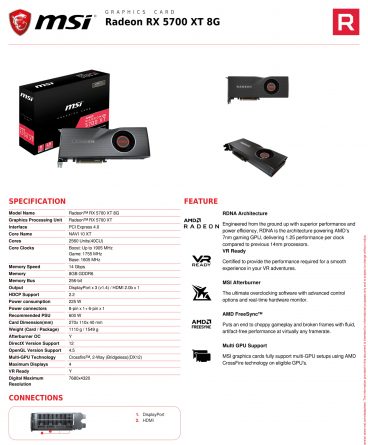 msi
GRAPHICS CARD
Radeon RX 5700 XT 8G
R
msi
RADEON
SPECIFICATION
Model Name Radeon™ RX 5700 XT 8G
Graphics Processing Unit Radeon™ RX 5700 XT
Interface PCI Express 4.0
Core Name NAVI 10 XT
Cores 2560 Units(40CU)
Core Clocks Boost: Up to 1905 MHz
Game: 1755 MHz
Base: 1605 MHz
Memory Speed 14 Gbps
Memory 8GB GDDR6
Memory Bus 256-bit
Output DisplayPort x 3 (v1.4) / HDMI 2.0b x 1
HDCP Support 2.2
Power consumption 225 W
Power connectors 8-pin x 1+ 6-pin x 1
Recommended PSU 600 W
Card Dimension(mm)
Weight (Card / Package) 1110 g / 1549 g
Afterburner OC Y
DirectX Version Support 12
OpenGL Version Support 4.5
Multi-GPU Technology Crossfire™, 2-Way (Bridgeless)(DX12)
Maximum Displays 4
VR Ready Y
Digital Maximum Resolution 7680x4320
FEATURE
AMD
RADEON
RDNA Architecture
Engineered from the ground up with superior performance and
power efficiency, RDNA is the architecture powering AMD's
7nm gaming GPU, delivering 1.25 performance per clock
compared to previous 14nm processors.
VR READY
VR Ready
Certified to provide the performance required for a smooth
experience in your VR adventures.
MSI Afterburner
The ultimate overclocking software with advanced control
options and real-time hardware monitor.
AMD
FREESYNC
AMD FreeSync™
Puts an end to choppy gameplay and broken frames with fluid,
artifact-free performance at virtually any framerate.
Multi GPU Support
MSI graphics cards fully support multi-GPU setups using AMD
CrossFire technology on eligible GPU's.
CONNECTIONS
1. DisplayPort
2. HDMI